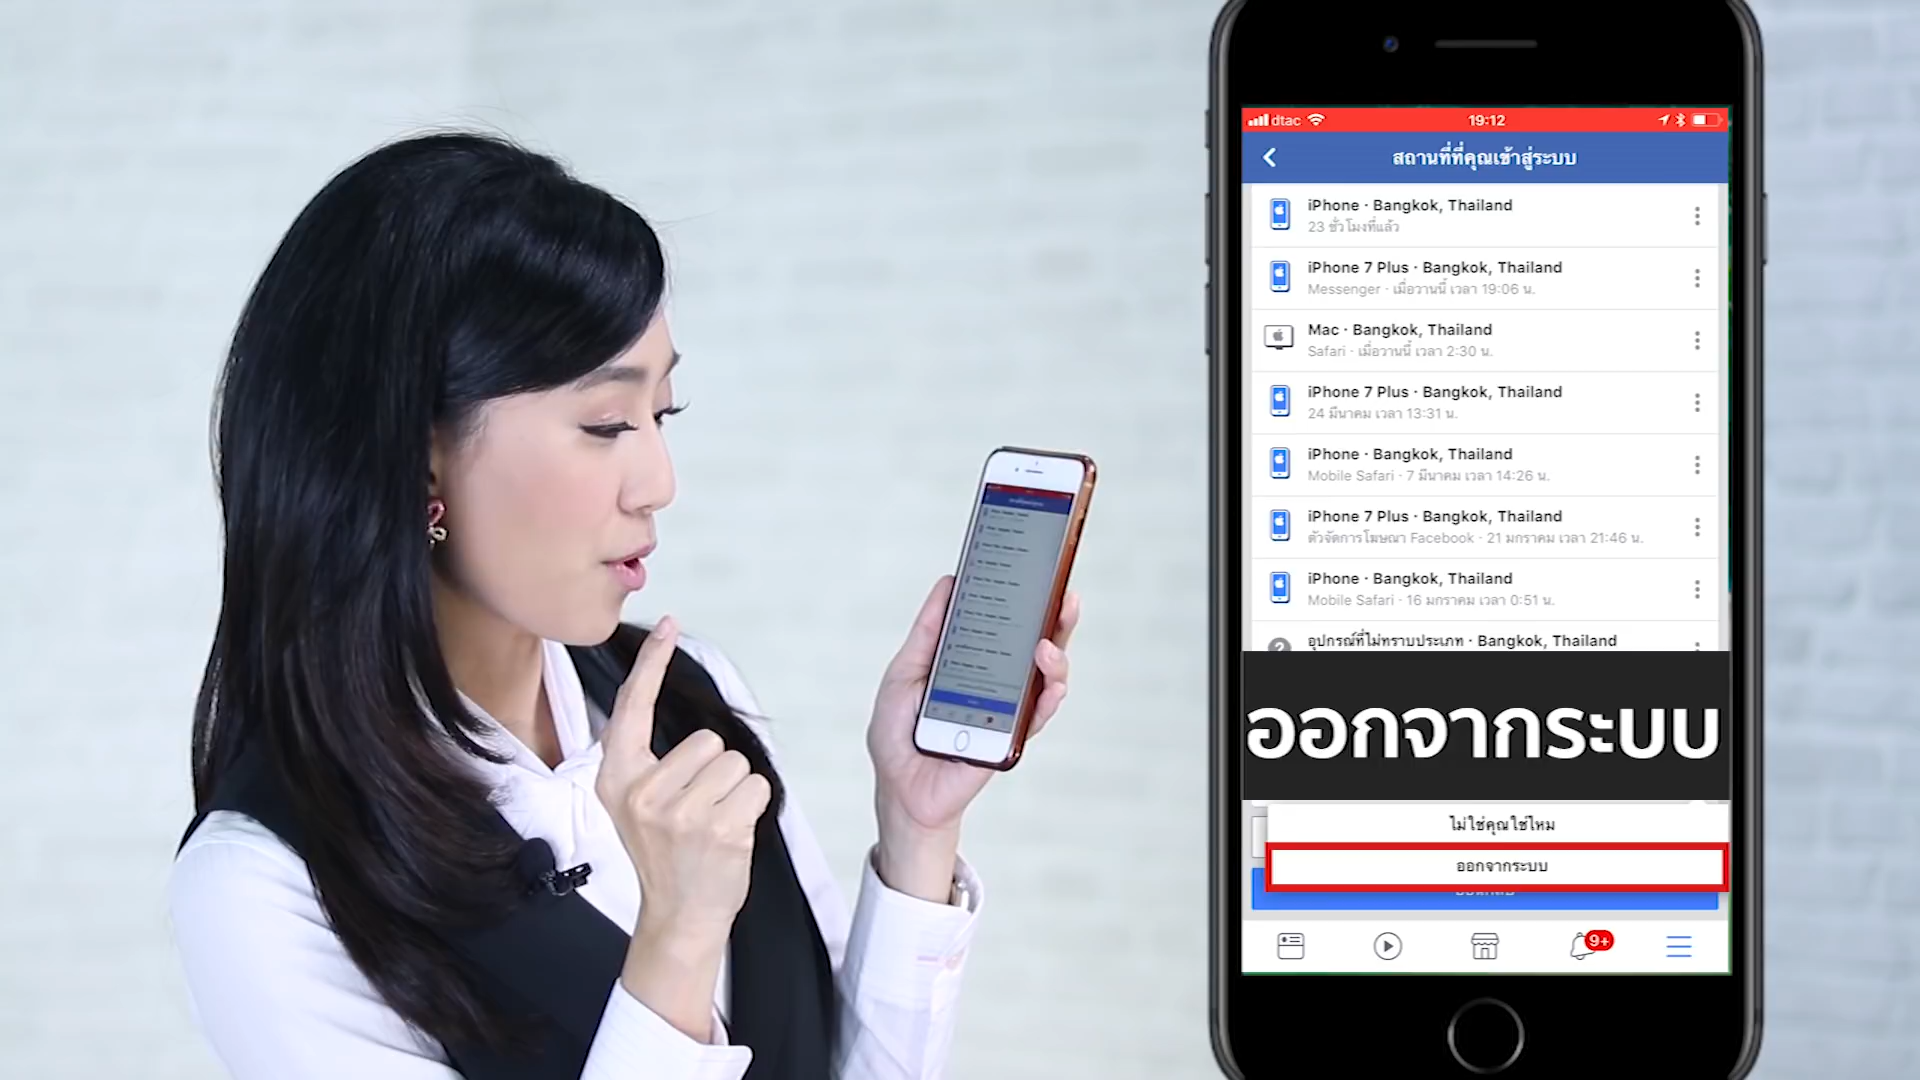 dtac
19:12
สถานที่ที่คุณเข้าสู่ระบบ
iPhone · Bangkok, Thailand
23 ชั่วโมงที่แล้ว
iPhone 7 Plus · Bangkok, Thailand
Messenger · เมื่อวานนี้ เวลา 19:06 น.
Mac · Bangkok, Thailand
Safari · เมื่อวานนี้ เวลา 2:30 น.
iPhone 7 Plus · Bangkok, Thailand
24 มีนาคม เวลา 13:31 น.
iPhone · Bangkok, Thailand
Mobile Safari · 7 มีนาคม เวลา 14:26 น.
iPhone 7 Plus · Bangkok, Thailand
ตัวจัดการโฆษณา Facebook · 21 มกราคม เวลา 21:46 น.
iPhone · Bangkok, Thailand
Mobile Safari · 16 มกราคม เวลา 0:51 น.
อุปกรณ์ที่ไม่ทราบประเภท · Bangkok, Thailand
ออกจากระบบ
ไม่ใช่คุณใช่ไหม
ออกจากระบบ
9+